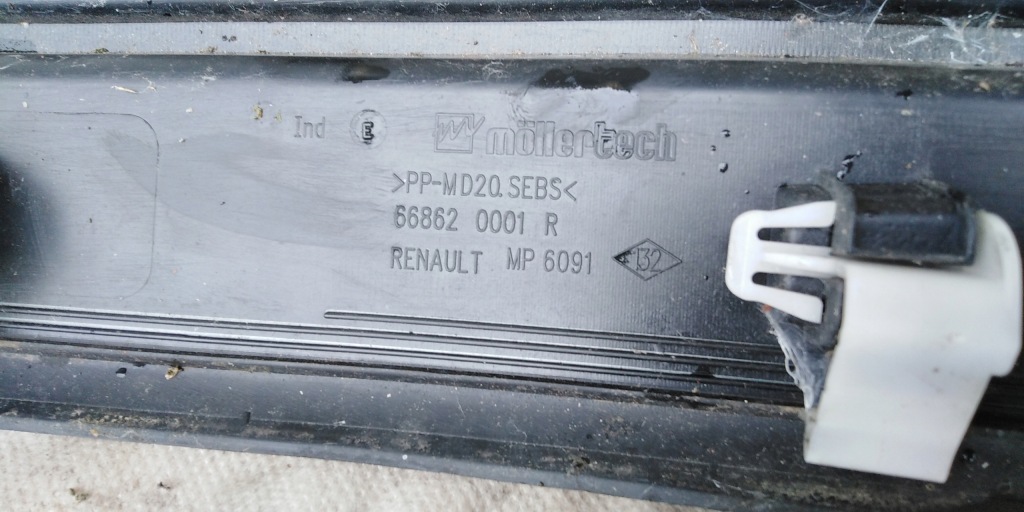 Ind E möllertech
>PP-MD20.SEBS<
66862 0001 R
RENAULT MP 6091 132